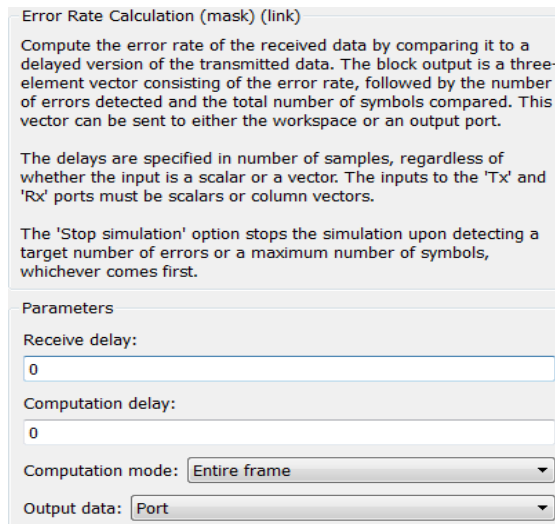 Error Rate Calculation (mask) (link)
Compute the error rate of the received data by comparing it to a
delayed version of the transmitted data. The block output is a three-
element vector consisting of the error rate, followed by the number
of errors detected and the total number of symbols compared. This
vector can be sent to either the workspace or an output port.
The delays are specified in number of samples, regardless of
whether the input is a scalar or a vector. The inputs to the 'Tx' and
'Rx' ports must be scalars or column vectors.
The 'Stop simulation' option stops the simulation upon detecting a
target number of errors or a maximum number of symbols,
whichever comes first.
Parameters
Receive delay:
0
Computation delay:
0
Computation mode: Entire frame
Output data: Port